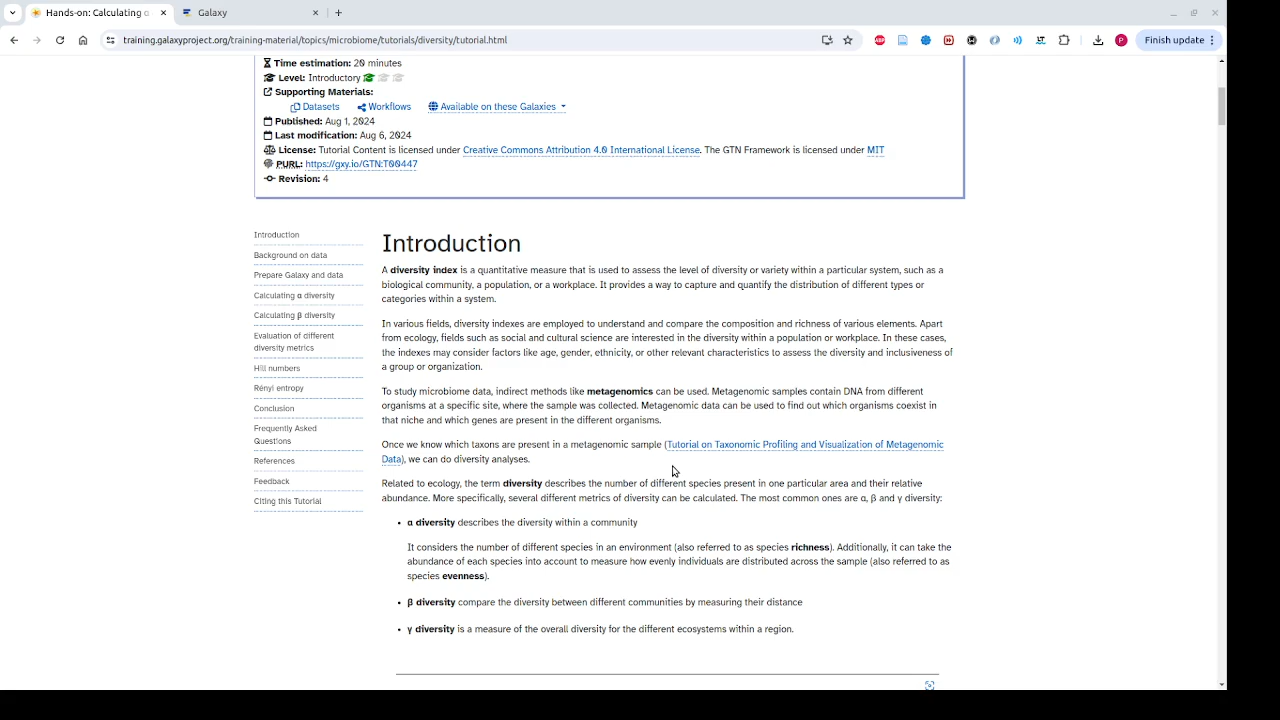 Hands-on: Calculating α
Galaxy
training.galaxyproject.org/training-material/topics/microbiome/tutorials/diversity/tutorial.html
Finish update
Time estimation: 20 minutes
Level: Introductory
Supporting Materials:
Datasets Workflows Available on these Galaxies
Published: Aug 1, 2024
Last modification: Aug 6, 2024
License: Tutorial Content is licensed under Creative Commons Attribution 4.0 International License. The GTN Framework is licensed under MIT
PURL: https://gxy.io/GTN:T00447
Revision: 4
Introduction
Background on data
Prepare Galaxy and data
Calculating α diversity
Calculating β diversity
Evaluation of different
diversity metrics
Hill numbers
Rényi entropy
Conclusion
Frequently Asked
Questions
References
Feedback
Citing this Tutorial
Introduction
A diversity index is a quantitative measure that is used to assess the level of diversity or variety within a particular system, such as a
biological community, a population, or a workplace. It provides a way to capture and quantify the distribution of different types or
categories within a system.
In various fields, diversity indexes are employed to understand and compare the composition and richness of various elements. Apart
from ecology, fields such as social and cultural science are interested in the diversity within a population or workplace. In these cases,
the indexes may consider factors like age, gender, ethnicity, or other relevant characteristics to assess the diversity and inclusiveness of
a group or organization.
To study microbiome data, indirect methods like metagenomics can be used. Metagenomic samples contain DNA from different
organisms at a specific site, where the sample was collected. Metagenomic data can be used to find out which organisms coexist in
that niche and which genes are present in the different organisms.
Once we know which taxons are present in a metagenomic sample (Tutorial on Taxonomic Profiling and Visualization of Metagenomic
Data), we can do diversity analyses.
Related to ecology, the term diversity describes the number of different species present in one particular area and their relative
abundance. More specifically, several different metrics of diversity can be calculated. The most common ones are α, β and γ diversity:
• α diversity describes the diversity within a community
It considers the number of different species in an environment (also referred to as species richness). Additionally, it can take the
abundance of each species into account to measure how evenly individuals are distributed across the sample (also referred to as
species evenness).
• β diversity compare the diversity between different communities by measuring their distance
• γ diversity is a measure of the overall diversity for the different ecosystems within a region.